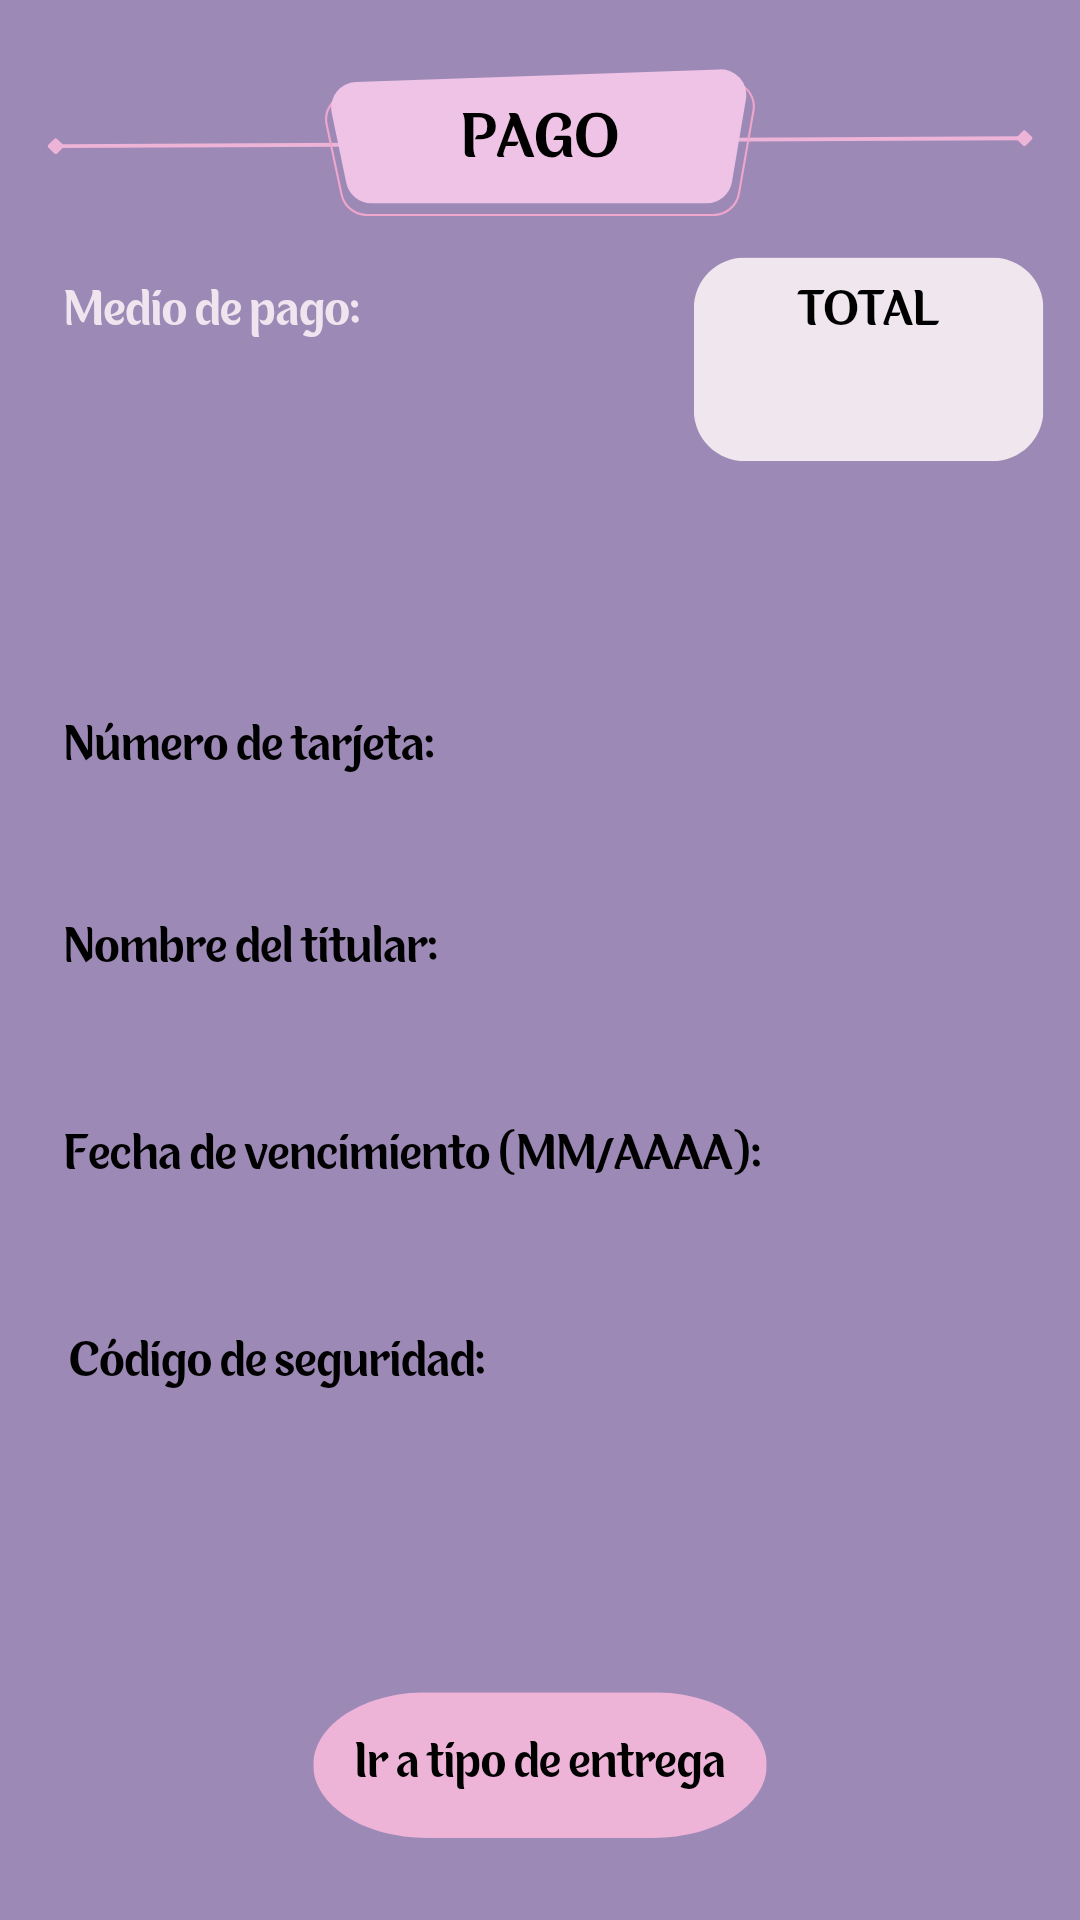 PAGO
Medio de pago:
TOTAL
Número de tarjeta:
Nombre del titular:
Fecha de vencimiento (MM/AAAA):
Código de seguridad:
Ir a tipo de entrega